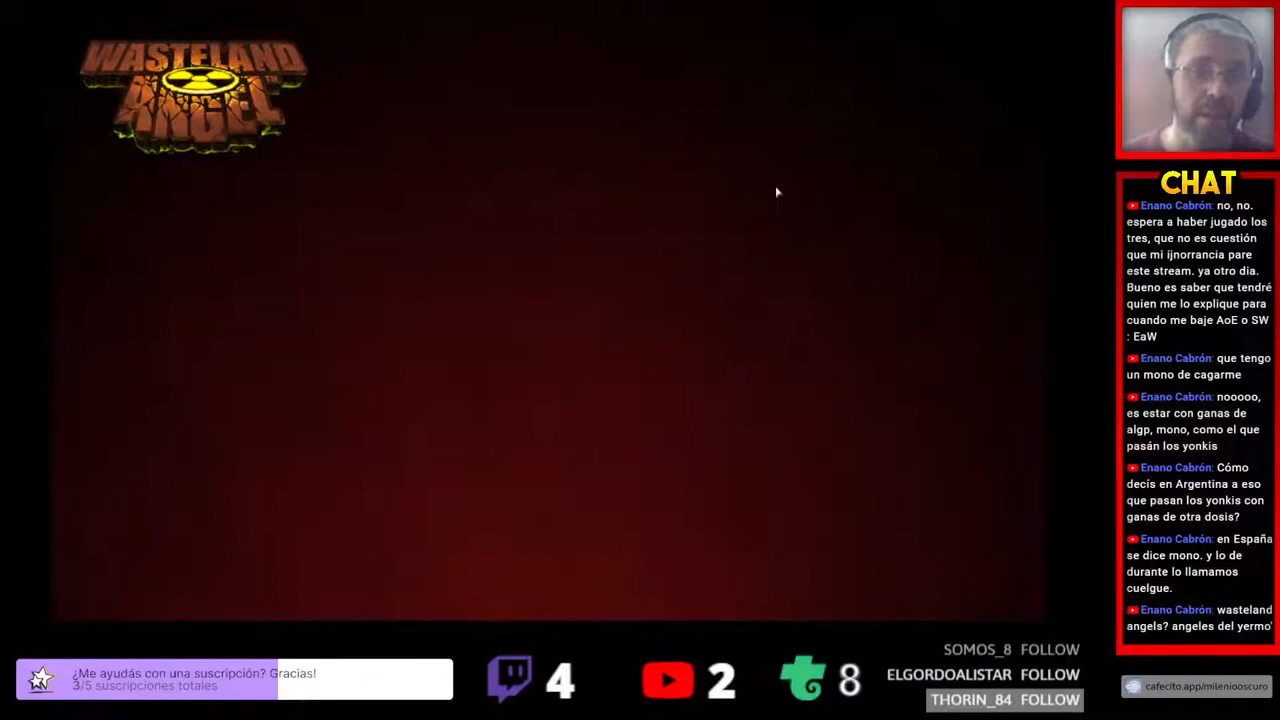 WASTELAND
ANGEL
CHAT
Enano Cabrón: no, no.
espera a haber jugado los
tres, que no es cuestión
que mi ijnorrancia pare
este stream. ya otro dia.
Bueno es saber que tendré
quien me lo explique para
cuando me baje AoE o SW
: EaW
Enano Cabrón: que tengo
un mono de cagarme
Enano Cabrón: nooooo,
es estar con ganas de
algp, mono, como el que
pasán los yonkis
Enano Cabrón: Cómo
decís en Argentina a eso
que pasan los yonkis con
ganas de otra dosis?
Enano Cabrón: en España
se dice mono. y lo de
durante lo llamamos
cuelgue.
Enano Cabrón: wasteland
angels? angeles del yermo
¿Me ayudás con una suscripción? Gracias!
3/5 suscripciones totales
4
2
8
SOMOS_8 FOLLOW
ELGORDOALISTAR FOLLOW
THORIN_84 FOLLOW
cafecito.app/mileniooscuro